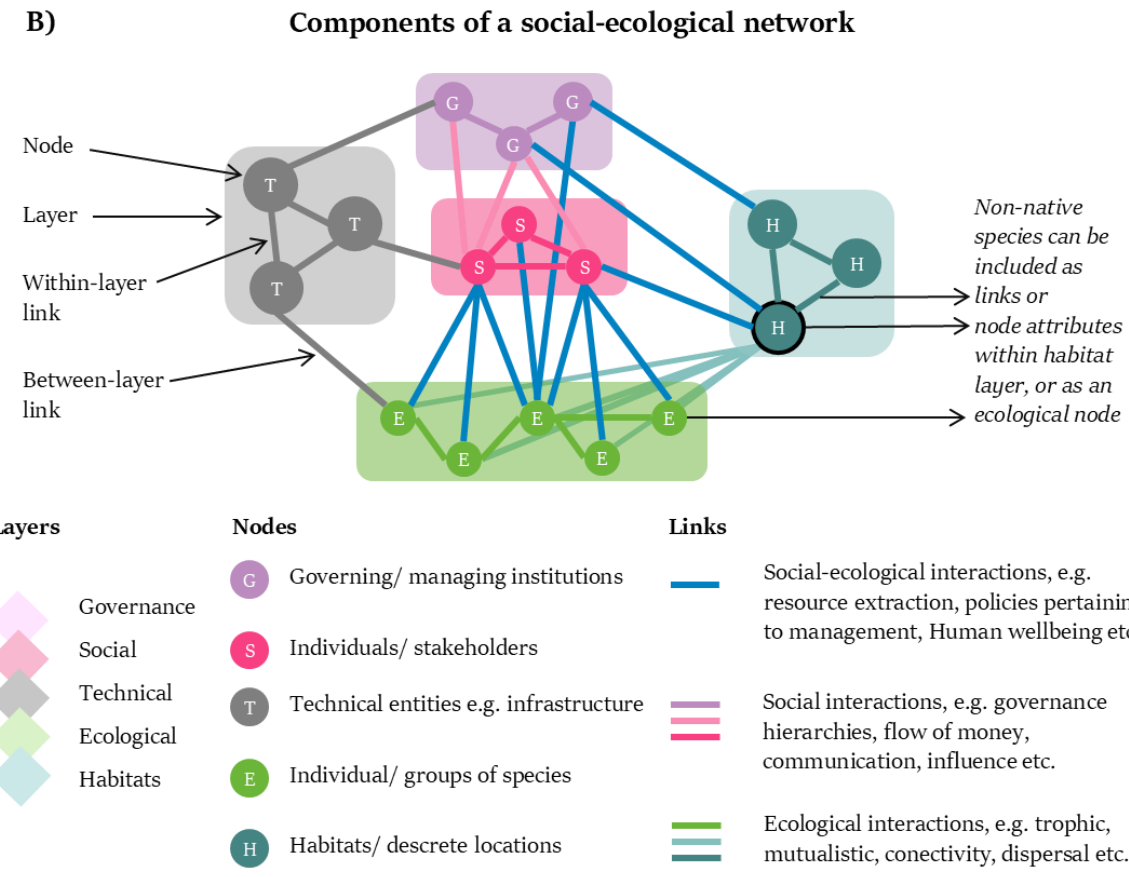 B)
Components of a social-ecological network
G
G
G
Node
T
Layer
T
Within-layer
link
T
Between-layer
link
S
S
S
H
H
H
Non-native
species can be
included as
links or
node attributes
within habitat
layer, or as an
ecological node
E
E
E
E
E
Layers
Governance
Social
Technical
Ecological
Habitats
Nodes
G Governing/ managing institutions
S Individuals/ stakeholders
T Technical entities e.g. infrastructure
E Individual/ groups of species
H Habitats/ descrete locations
Links
Social-ecological interactions, e.g.
resource extraction, policies pertainin
to management, Human wellbeing etc
Social interactions, e.g. governance
hierarchies, flow of money,
communication, influence etc.
Ecological interactions, e.g. trophic,
mutualistic, conectivity, dispersal etc.